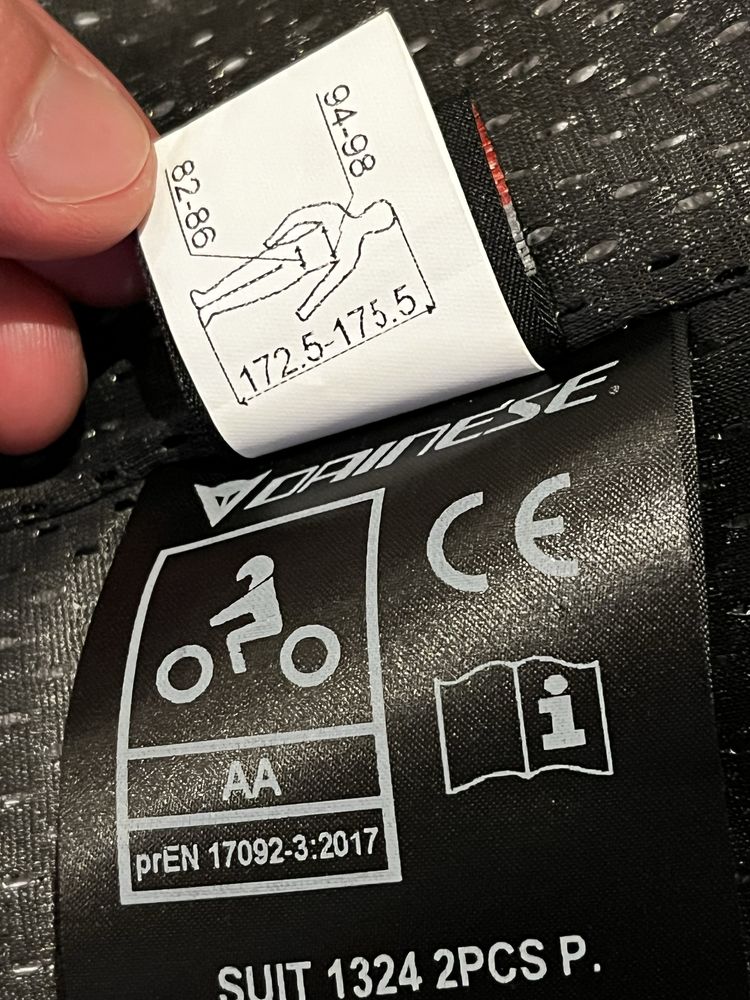 94-98
82-86
172.5-175.5
DAINESE
CE
i
AA
prEN 17092-3:2017
SUIT 1324 2PCS P.